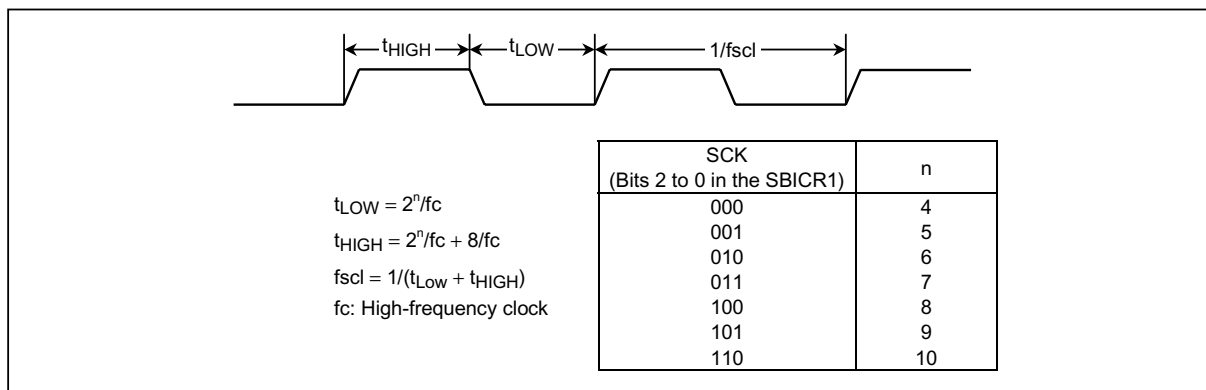 tHIGH tLOW 1/fscl
SCK n
(Bits 2 to 0 in the SBICR1)
tLOW = 2ⁿ/fc
tHIGH = 2ⁿ/fc + 8/fc
fscl = 1/(tLow + tHIGH)
fc: High-frequency clock
000 4
001 5
010 6
011 7
100 8
101 9
110 10